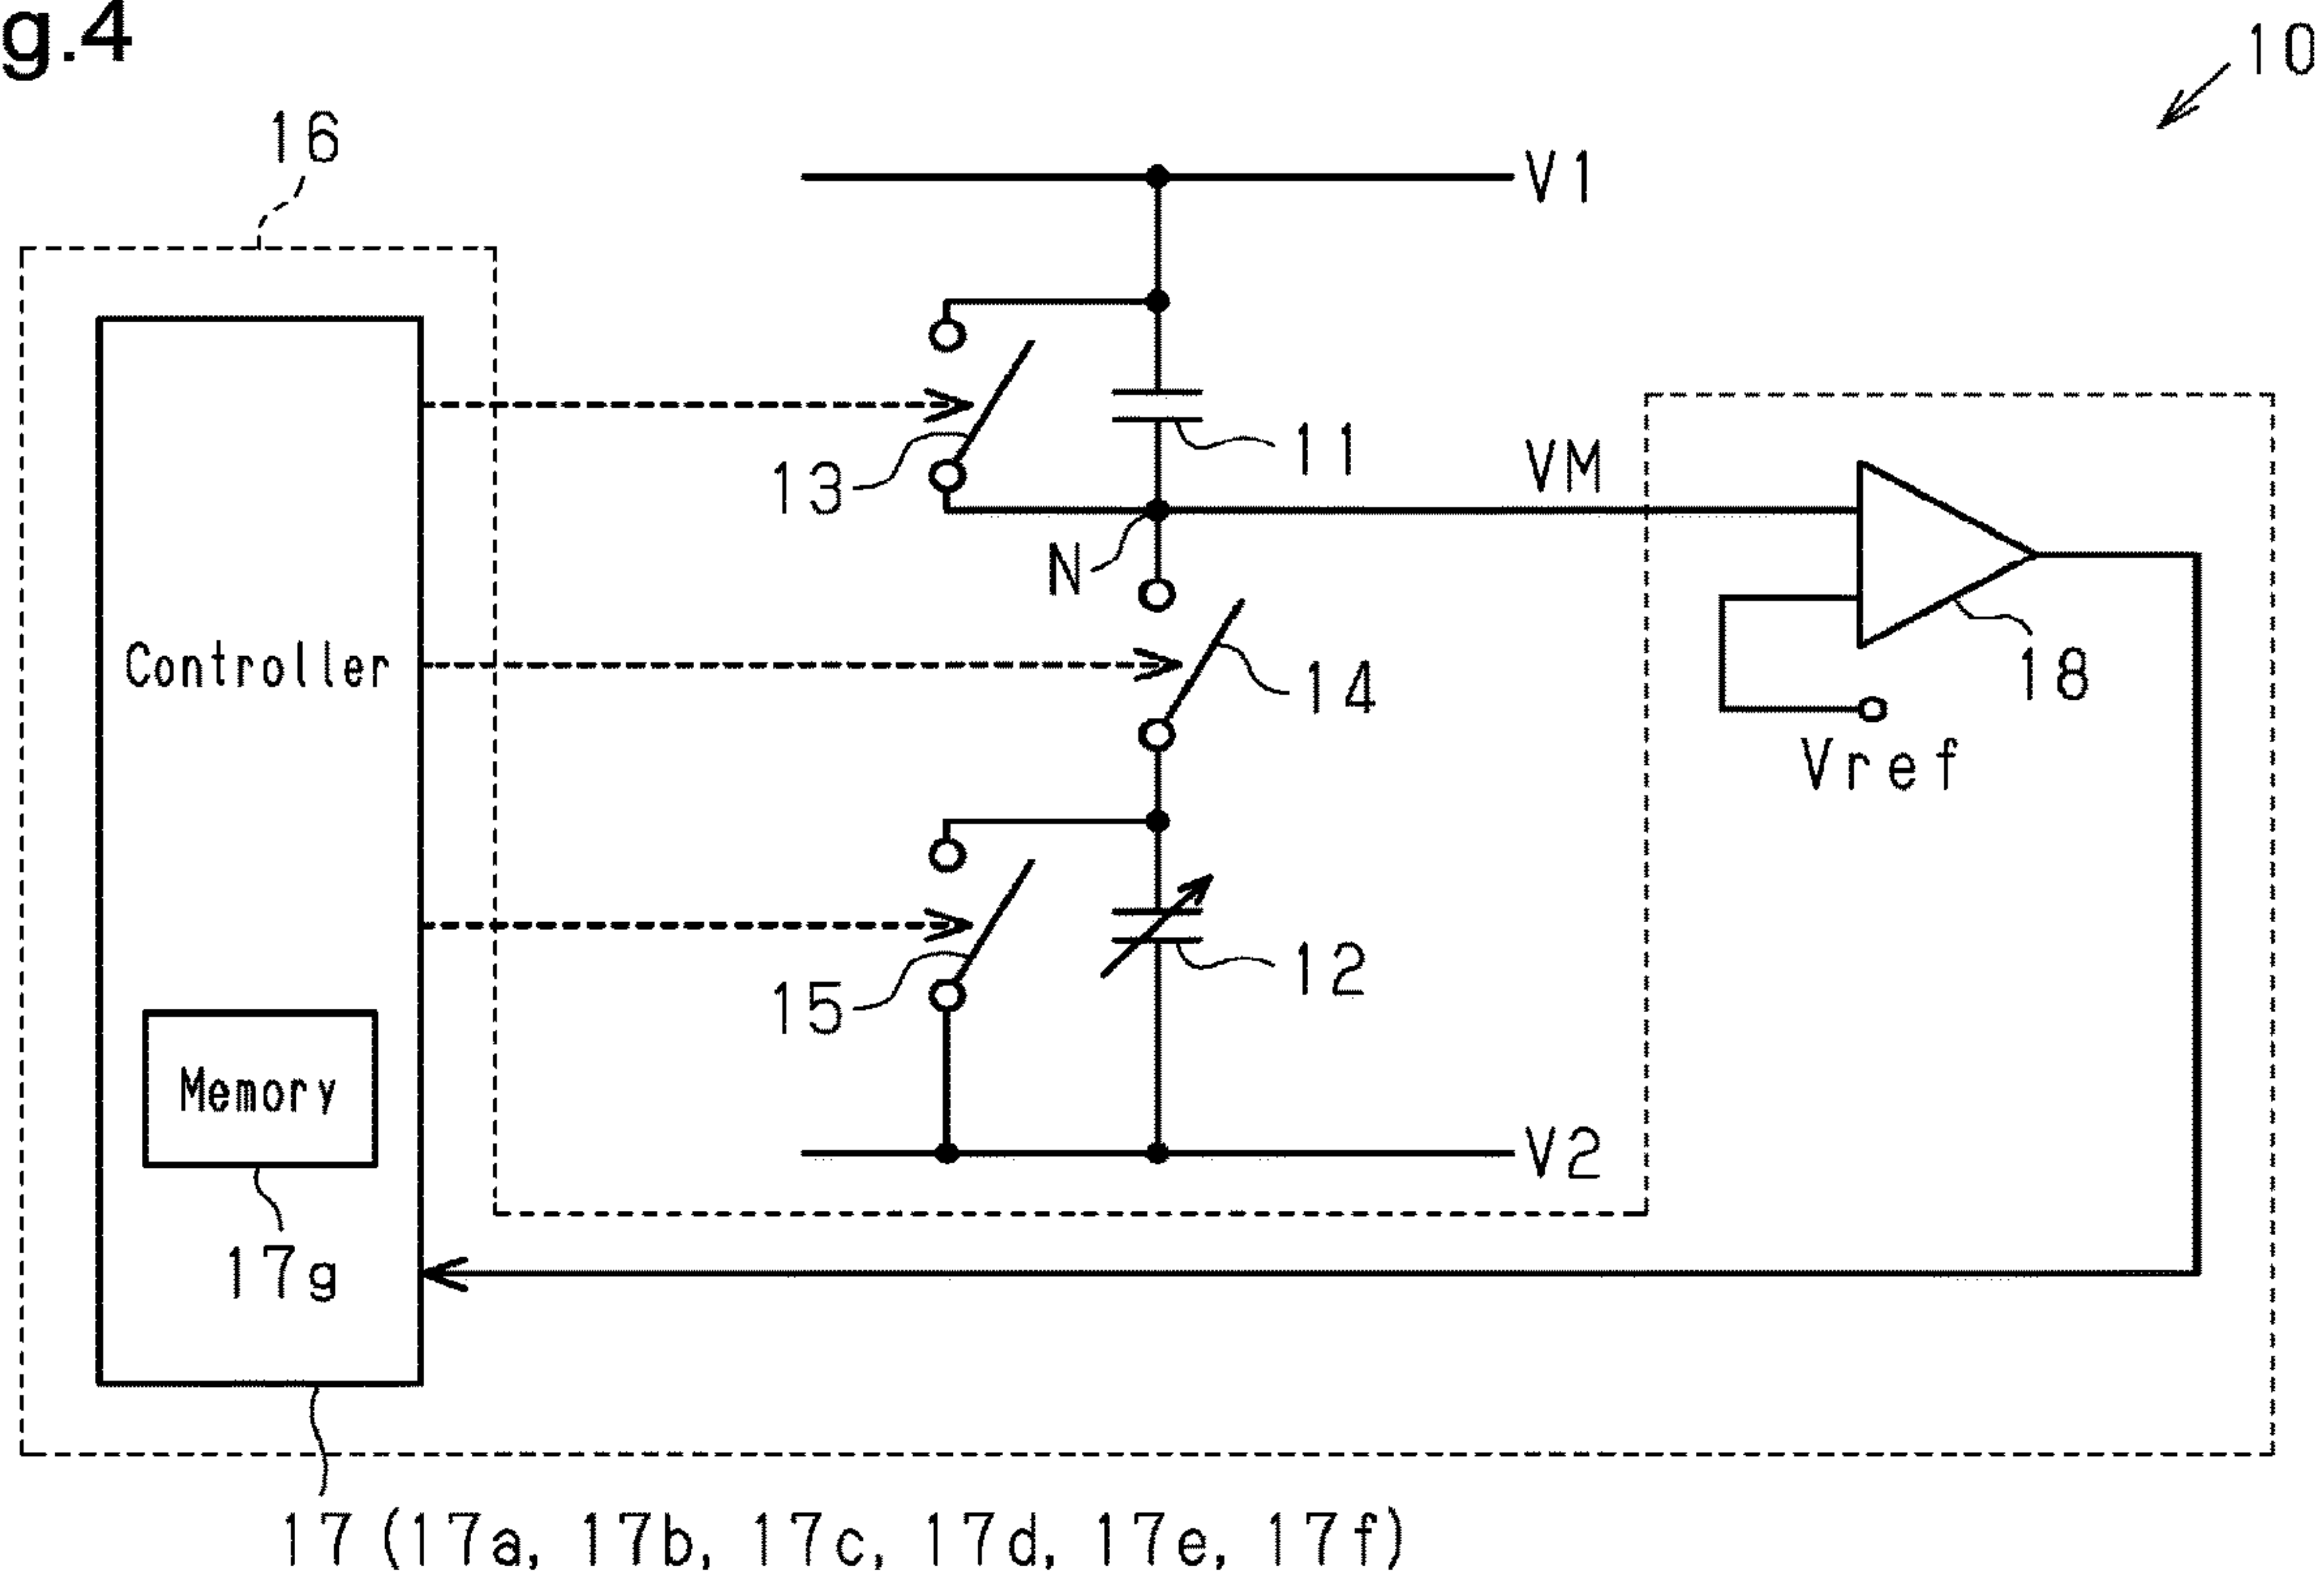 g.4
10
16
V1
13
11
VM
N
Controller
14
18
Vref
15
12
Memory
V2
17g
17 (17a, 17b, 17c, 17d, 17e, 17f)